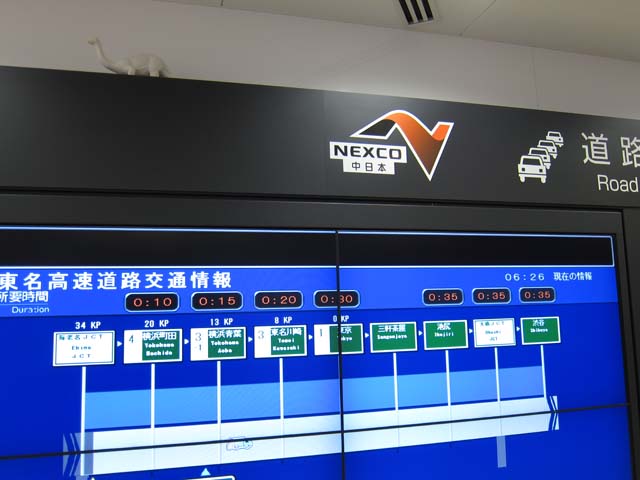 NEXCO
中日本
道路
Road
東名高速道路交通情報
06:26 現在の情報
所要時間
Duration
0:10 0:15 0:20 0:30 0:35 0:35 0:35
34 KP 20 KP 13 KP 8 KP 0 KP
海老名JCT
Ebina
JCT
4 横浜町田
Yokohama
Machida
3 1 横浜青葉
Yokohama
Aoba
3 東名川崎
Tomei
Kawasaki
1 東京
Tokyo
三軒茶屋
Sangenjaya
池尻
Ikejiri
大橋JCT
Ohashi
JCT
渋谷
Shibuya